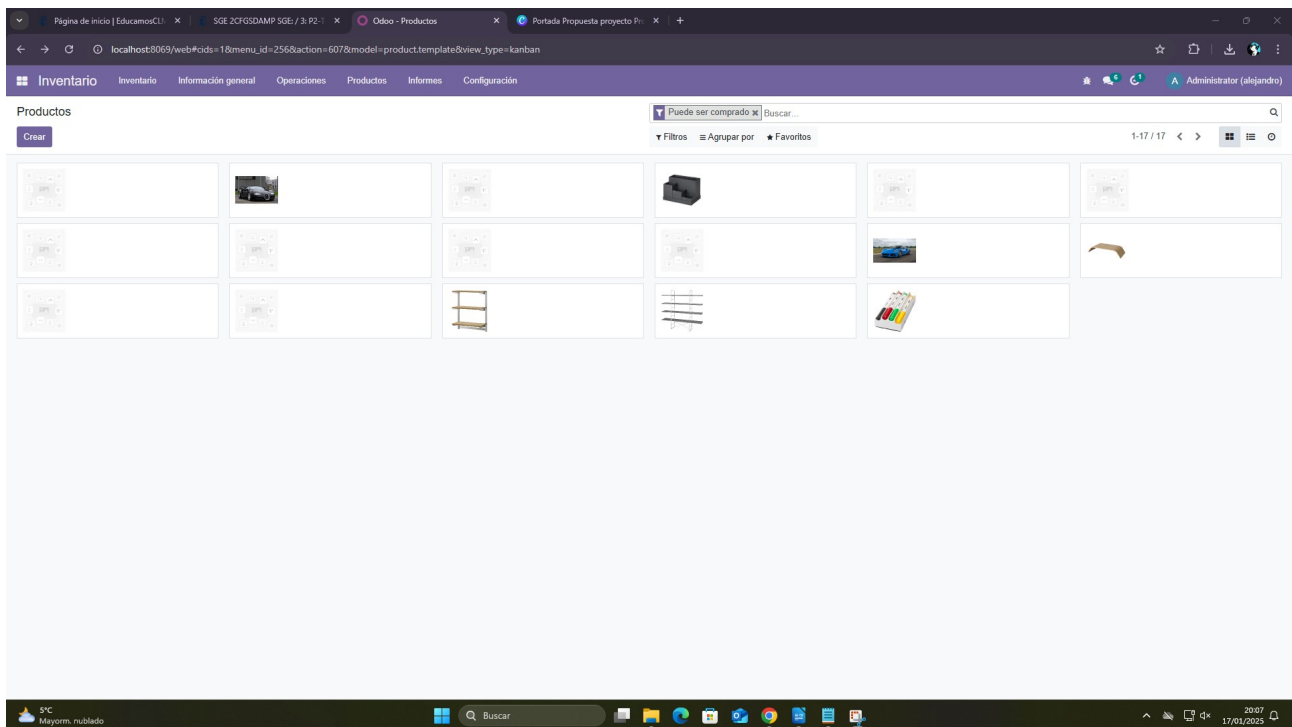 Página de inicio | EducamosCLM
SGE 2CFGSDAMP SGE: / 3: P2-1
Odoo - Productos
Portada Propuesta proyecto Pr
localhost:8069/web#cids=1&menu_id=256&action=607&model=product.template&view_type=kanban
Inventario Inventario Información general Operaciones Productos Informes Configuración
6 1 A Administrator (alejandro)
Productos
Puede ser comprado Buscar...
Crear
Filtros Agrupar por Favoritos
1-17 / 17
5°C
Mayorm. nublado
Buscar
20:07
17/01/2025